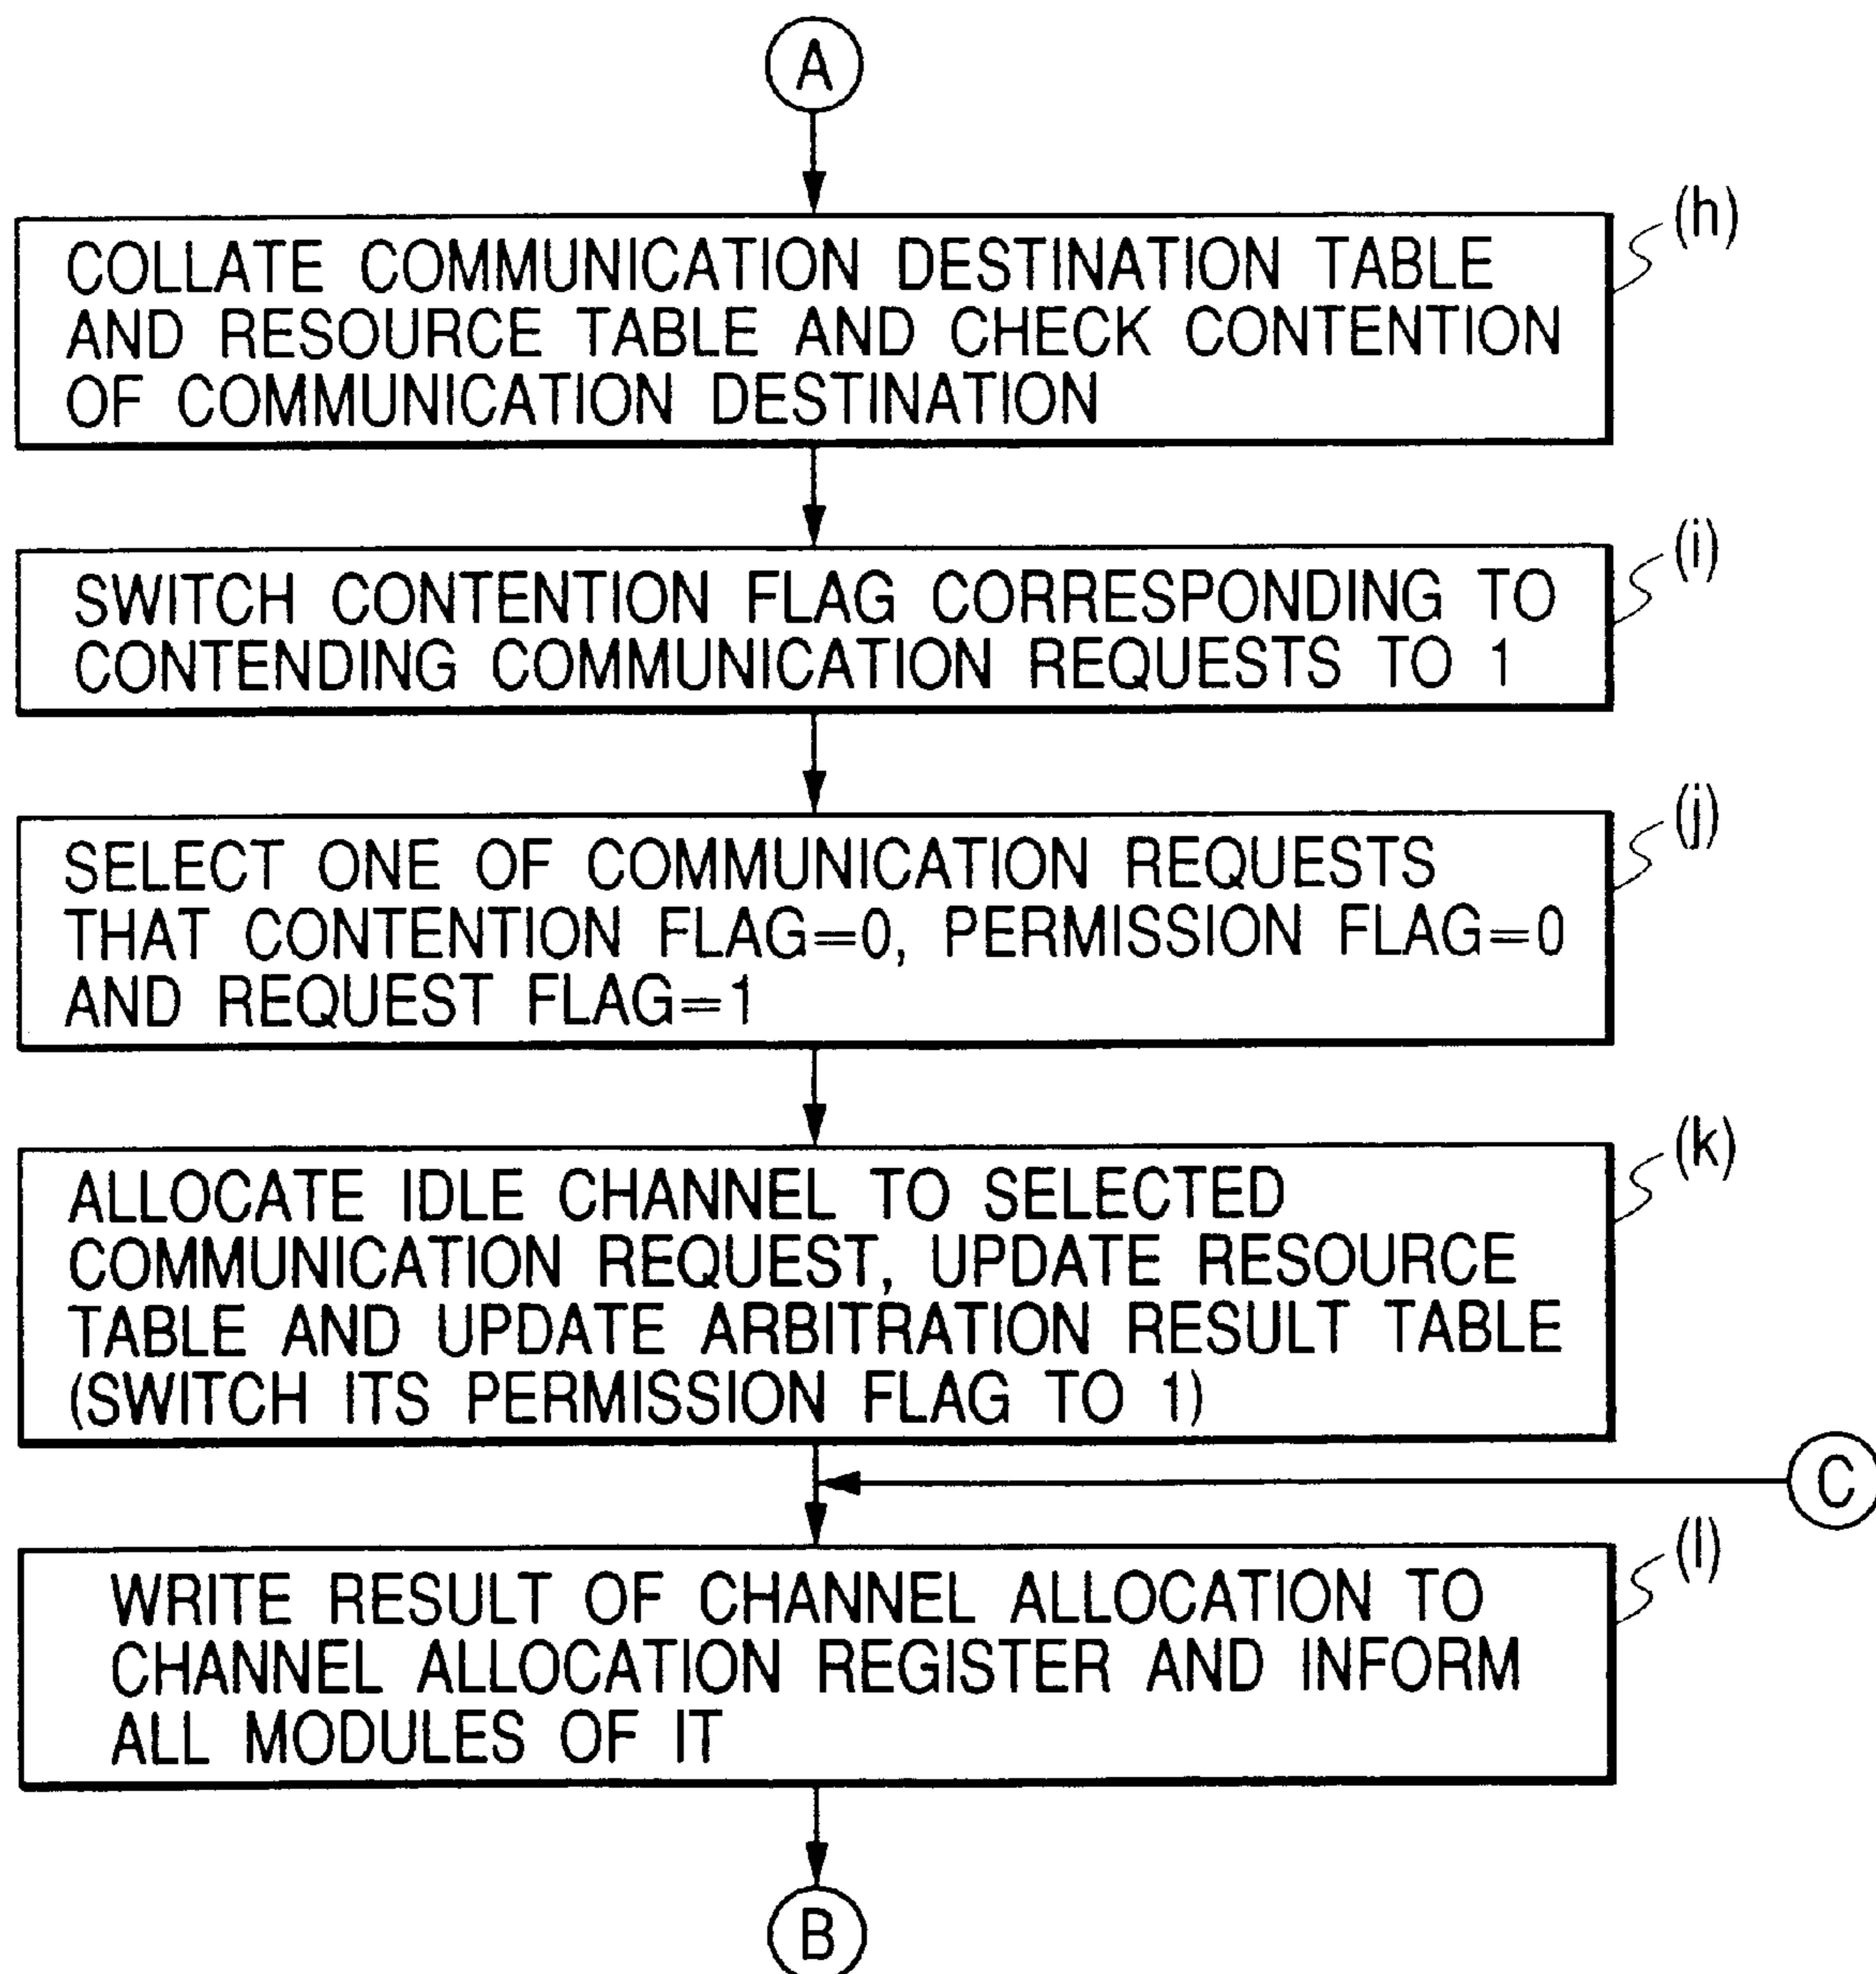 A
(h)
COLLATE COMMUNICATION DESTINATION TABLE
AND RESOURCE TABLE AND CHECK CONTENTION
OF COMMUNICATION DESTINATION
(i)
SWITCH CONTENTION FLAG CORRESPONDING TO
CONTENDING COMMUNICATION REQUESTS TO 1
(j)
SELECT ONE OF COMMUNICATION REQUESTS
THAT CONTENTION FLAG=0, PERMISSION FLAG=0
AND REQUEST FLAG=1
(k)
ALLOCATE IDLE CHANNEL TO SELECTED
COMMUNICATION REQUEST, UPDATE RESOURCE
TABLE AND UPDATE ARBITRATION RESULT TABLE
(SWITCH ITS PERMISSION FLAG TO 1)
C
(l)
WRITE RESULT OF CHANNEL ALLOCATION TO
CHANNEL ALLOCATION REGISTER AND INFORM
ALL MODULES OF IT
B